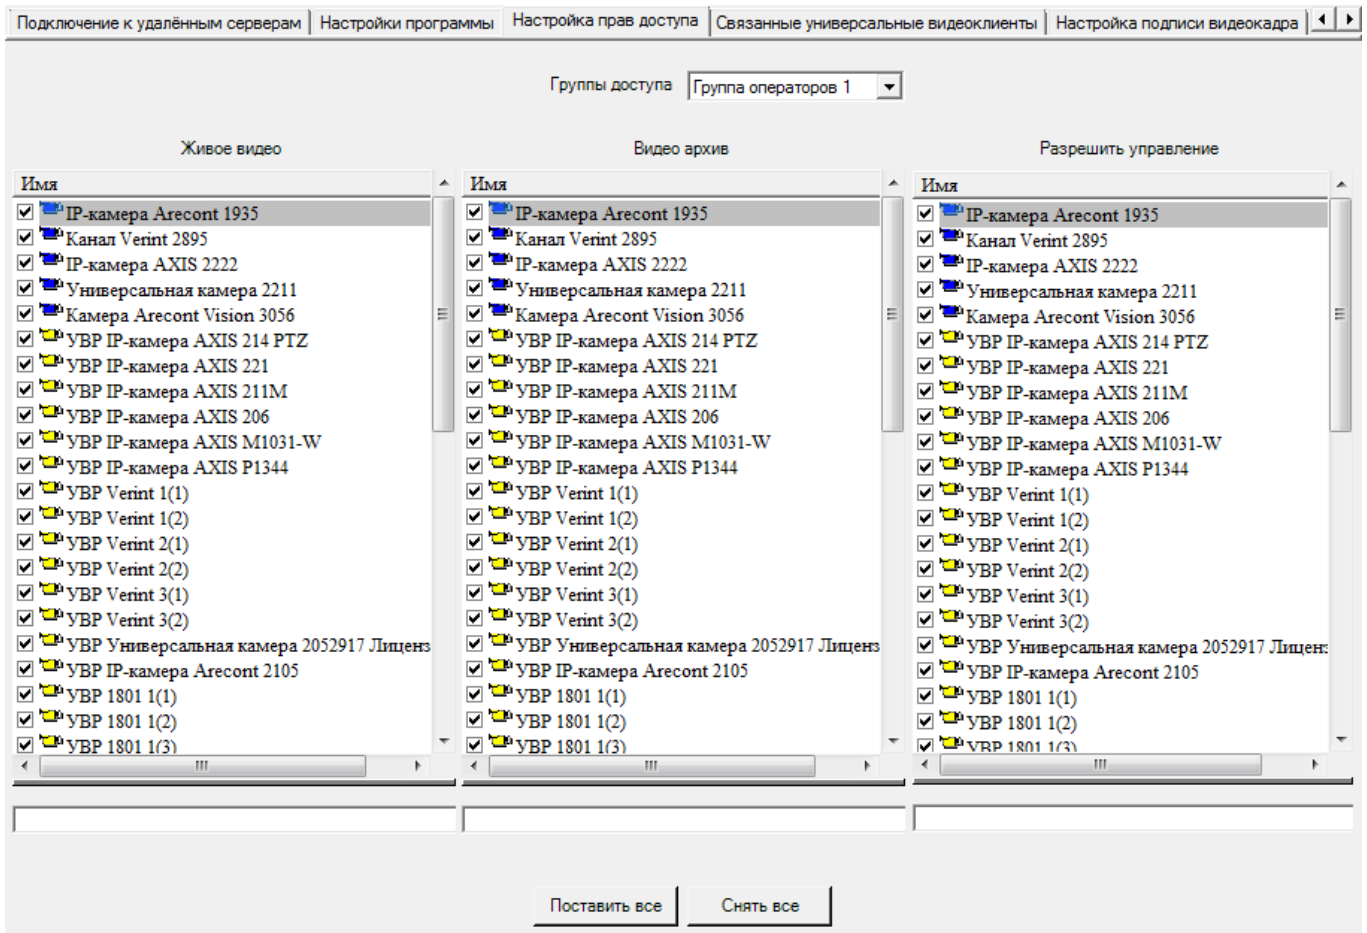 Подключение к удалённым серверам
Настройки программы
Настройка прав доступа
Связанные универсальные видеоклиенты
Настройка подписи видеокадра
Группы доступа
Группа операторов 1
Живое видео
Имя
IP-камера Arecont 1935
Канал Verint 2895
IP-камера AXIS 2222
Универсальная камера 2211
Камера Arecont Vision 3056
УВР IP-камера AXIS 214 PTZ
УВР IP-камера AXIS 221
УВР IP-камера AXIS 211M
УВР IP-камера AXIS 206
УВР IP-камера AXIS M1031-W
УВР IP-камера AXIS P1344
УВР Verint 1(1)
УВР Verint 1(2)
УВР Verint 2(1)
УВР Verint 2(2)
УВР Verint 3(1)
УВР Verint 3(2)
УВР Универсальная камера 2052917 Лиценз
УВР IP-камера Arecont 2105
УВР 1801 1(1)
УВР 1801 1(2)
УВР 1801 1(3)
Видео архив
Имя
IP-камера Arecont 1935
Канал Verint 2895
IP-камера AXIS 2222
Универсальная камера 2211
Камера Arecont Vision 3056
УВР IP-камера AXIS 214 PTZ
УВР IP-камера AXIS 221
УВР IP-камера AXIS 211M
УВР IP-камера AXIS 206
УВР IP-камера AXIS M1031-W
УВР IP-камера AXIS P1344
УВР Verint 1(1)
УВР Verint 1(2)
УВР Verint 2(1)
УВР Verint 2(2)
УВР Verint 3(1)
УВР Verint 3(2)
УВР Универсальная камера 2052917 Лиценз
УВР IP-камера Arecont 2105
УВР 1801 1(1)
УВР 1801 1(2)
УВР 1801 1(3)
Разрешить управление
Имя
IP-камера Arecont 1935
Канал Verint 2895
IP-камера AXIS 2222
Универсальная камера 2211
Камера Arecont Vision 3056
УВР IP-камера AXIS 214 PTZ
УВР IP-камера AXIS 221
УВР IP-камера AXIS 211M
УВР IP-камера AXIS 206
УВР IP-камера AXIS M1031-W
УВР IP-камера AXIS P1344
УВР Verint 1(1)
УВР Verint 1(2)
УВР Verint 2(1)
УВР Verint 2(2)
УВР Verint 3(1)
УВР Verint 3(2)
УВР Универсальная камера 2052917 Лиценз
УВР IP-камера Arecont 2105
УВР 1801 1(1)
УВР 1801 1(2)
УВР 1801 1(3)
Поставить все
Снять все